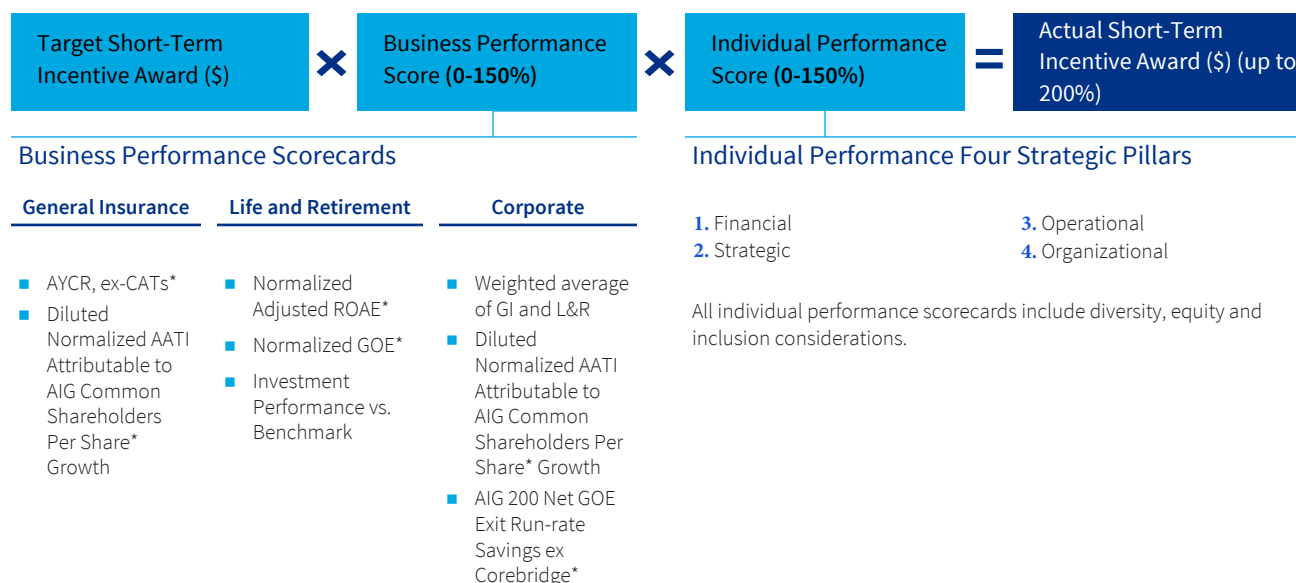 Target Short-Term
Incentive Award ($)
×
Business Performance
Score (0-150%)
×
Individual Performance
Score (0-150%)
=
Actual Short-Term
Incentive Award ($) (up to
200%)
Business Performance Scorecards
General Insurance
■ AYCR, ex-CATs*
■ Diluted
Normalized AATI
Attributable to
AIG Common
Shareholders
Per Share*
Growth
Life and Retirement
■ Normalized
Adjusted ROAE*
■ Normalized GOE*
■ Investment
Performance vs.
Benchmark
Corporate
■ Weighted average
of GI and L&R
■ Diluted
Normalized AATI
Attributable to
AIG Common
Shareholders Per
Share* Growth
■ AIG 200 Net GOE
Exit Run-rate
Savings ex
Corebridge*
Individual Performance Four Strategic Pillars
1. Financial
2. Strategic
3. Operational
4. Organizational
All individual performance scorecards include diversity, equity and
inclusion considerations.